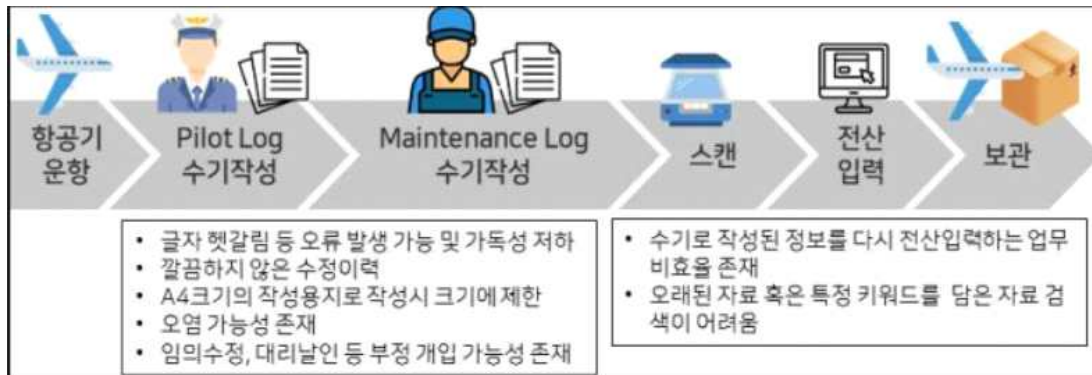 항공기
운항
Pilot Log
수기작성
Maintenance Log
수기작성
스캔
전산
입력
보관
• 글자 헷갈림 등 오류 발생 가능 및 가독성 저하
• 깔끔하지 않은 수정이력
• A4크기의 작성용지로 작성시 크기에 제한
• 오염 가능성 존재
• 임의수정, 대리날인 등 부정 개입 가능성 존재
• 수기로 작성된 정보를 다시 전산입력하는 업무
비효율 존재
• 오래된 자료 혹은 특정 키워드를 담은 자료 검
색이 어려움